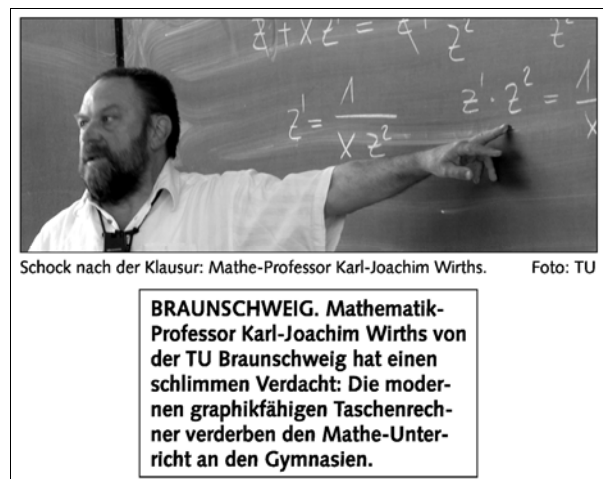 z + x z' =
z²
z²
z' = 1 / x z²
z' · z² = 1 / x
Schock nach der Klausur: Mathe-Professor Karl-Joachim Wirths. Foto: TU
BRAUNSCHWEIG. Mathematik-
Professor Karl-Joachim Wirths von
der TU Braunschweig hat einen
schlimmen Verdacht: Die moder-
nen graphikfähigen Taschenrech-
ner verderben den Mathe-Unter-
richt an den Gymnasien.